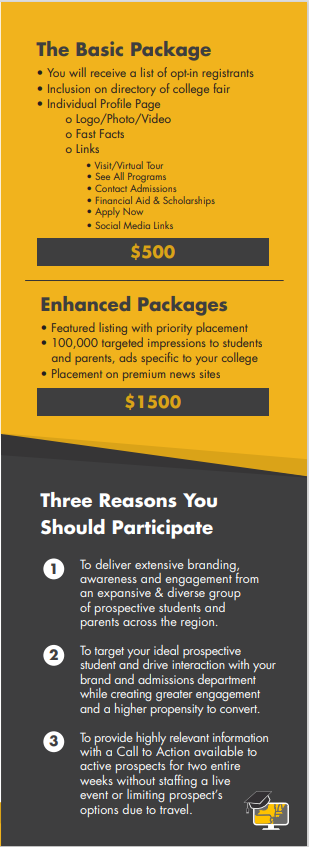 The Basic Package
• You will receive a list of opt-in registrants
• Inclusion on directory of college fair
• Individual Profile Page
o Logo/Photo/Video
o Fast Facts
o Links
• Visit/Virtual Tour
• See All Programs
• Contact Admissions
• Financial Aid & Scholarships
• Apply Now
• Social Media Links
$500
Enhanced Packages
• Featured listing with priority placement
• 100,000 targeted impressions to students
and parents, ads specific to your college
• Placement on premium news sites
$1500
Three Reasons You
Should Participate
1 To deliver extensive branding,
awareness and engagement from
an expansive & diverse group
of prospective students and
parents across the region.
2 To target your ideal prospective
student and drive interaction with your
brand and admissions department
while creating greater engagement
and a higher propensity to convert.
3 To provide highly relevant information
with a Call to Action available to
active prospects for two entire
weeks without staffing a live
event or limiting prospect's
options due to travel.